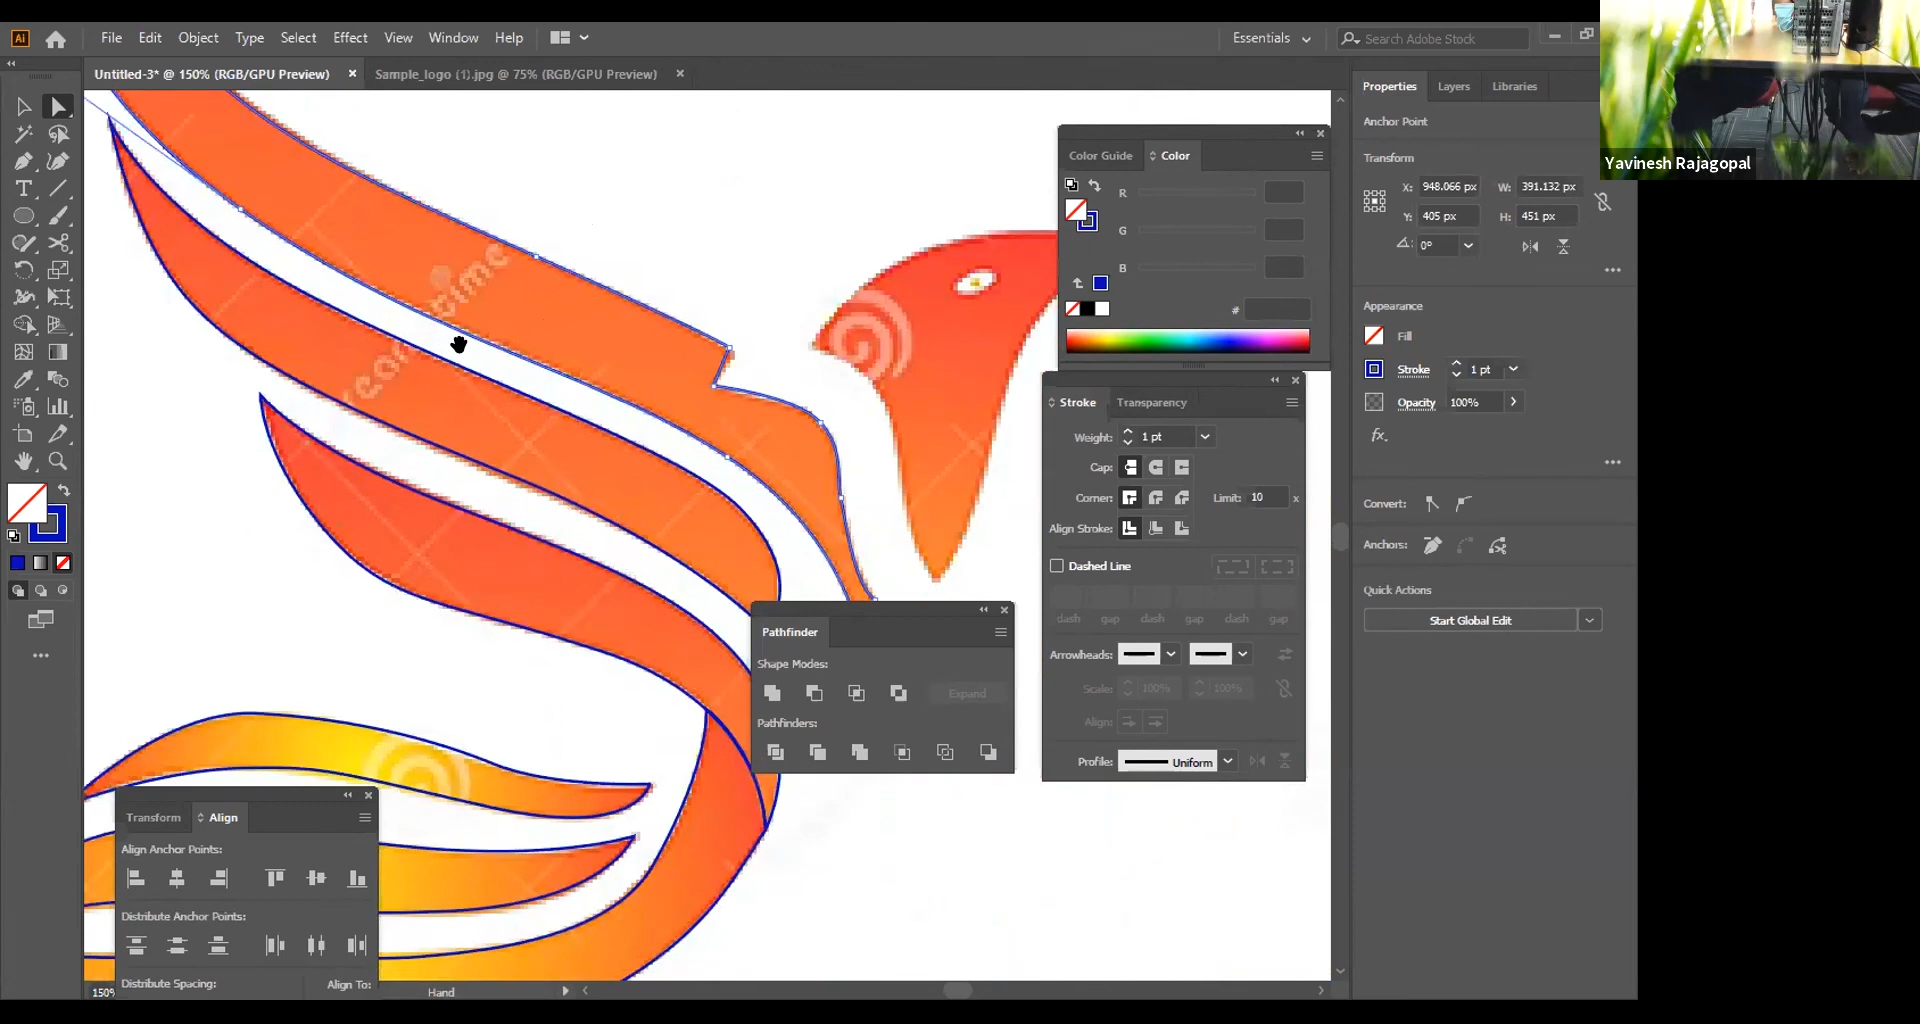 Ai File Edit Object Type Select Effect View Window Help Essentials Search Adobe Stock
Untitled-3* @ 150% (RGB/GPU Preview) × Sample_logo (1).jpg @ 75% (RGB/GPU Preview) ×
Properties Layers Libraries
Anchor Point
Transform
X: 948.066 px W: 391.132 px
Y: 405 px H: 451 px
0°
Appearance
Fill
Stroke 1 pt
Opacity 100%
fx.
Convert:
Anchors:
Quick Actions
Start Global Edit
Yavinesh Rajagopal
Color Guide Color
R
G
B
#
Stroke Transparency
Weight: 1 pt
Cap:
Corner: Limit: 10 x
Align Stroke:
Dashed Line
dash gap dash gap dash gap
Arrowheads:
Scale: 100% 100%
Align:
Profile: Uniform
Pathfinder
Shape Modes:
Expand
Pathfinders:
Transform Align
Align Anchor Points:
Distribute Anchor Points:
Distribute Spacing: Align To:
150% Hand